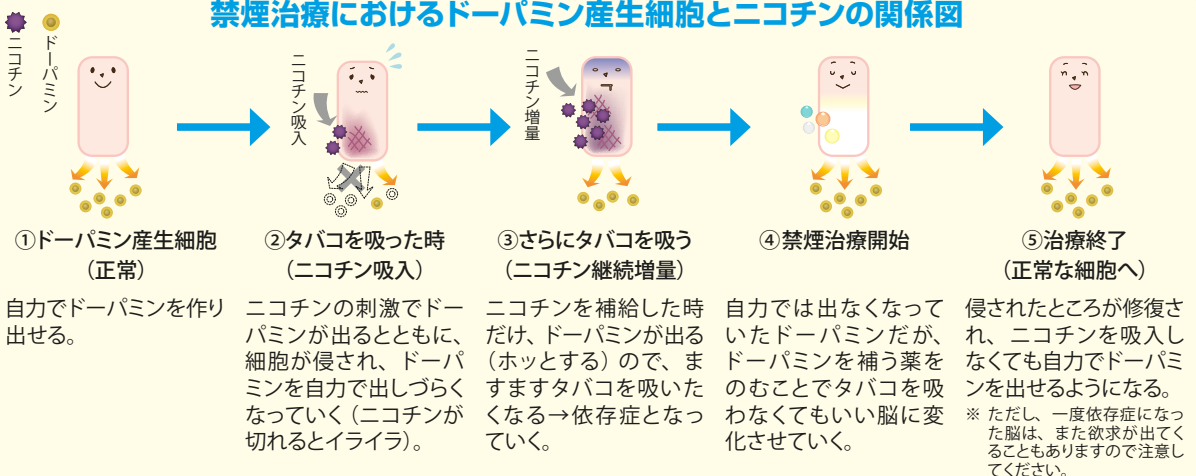 禁煙治療におけるドーパミン産生細胞とニコチンの関係図
ニコチン
ドーパミン
ニコチン吸入
ニコチン増量
①ドーパミン産生細胞
（正常）
自力でドーパミンを作り
出せる。
②タバコを吸った時
（ニコチン吸入）
ニコチンの刺激でドー
パミンが出るとともに、
細胞が侵され、ドーパ
ミンを自力で出しづらく
なっていく（ニコチンが
切れるとイライラ）。
③さらにタバコを吸う
（ニコチン継続増量）
ニコチンを補給した時
だけ、ドーパミンが出る
（ホッとする）ので、ま
すますタバコを吸いた
くなる→依存症となっ
ていく。
④禁煙治療開始
自力では出なくなって
いたドーパミンだが、
ドーパミンを補う薬を
のむことでタバコを吸
わなくてもいい脳に変
化させていく。
⑤治療終了
（正常な細胞へ）
侵されたところが修復さ
れ、ニコチンを吸入し
なくても自力でドーパミ
ンを出せるようになる。
※ ただし、一度依存症になっ
た脳は、また欲求が出てく
ることもありますので注意し
てください。